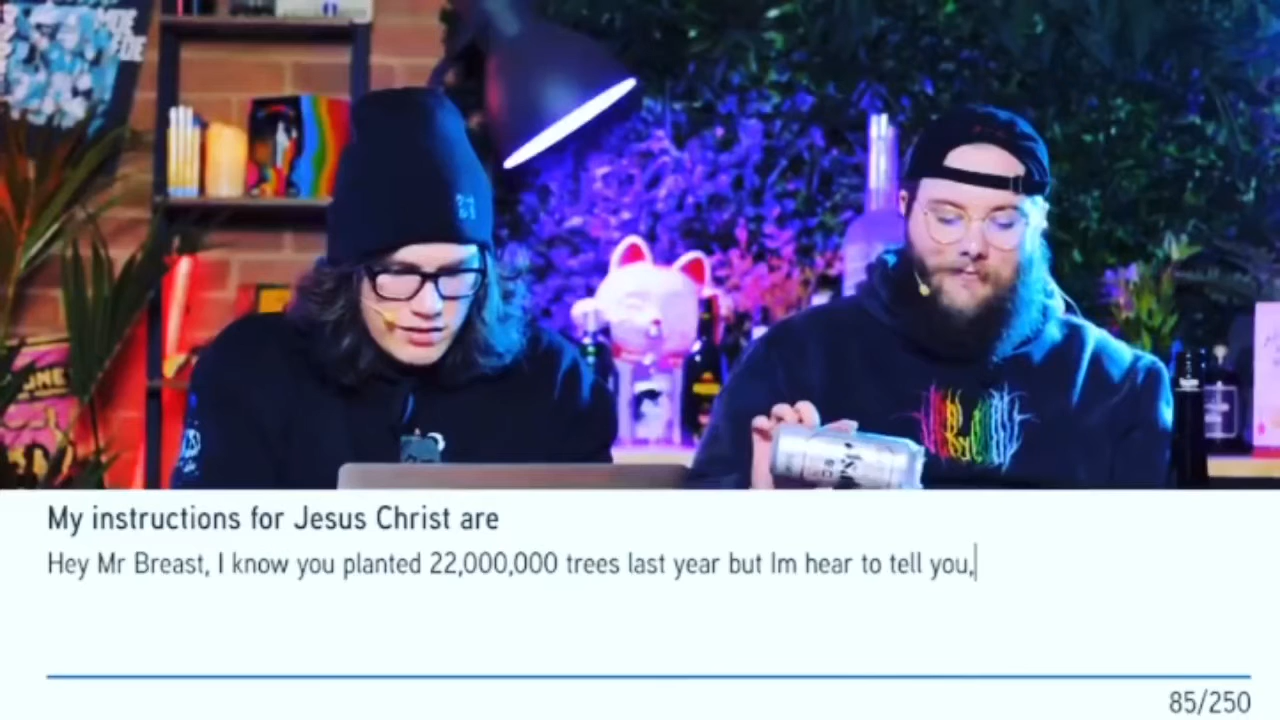 My instructions for Jesus Christ are
Hey Mr Breast, I know you planted 22,000,000 trees last year but Im hear to tell you,
85/250